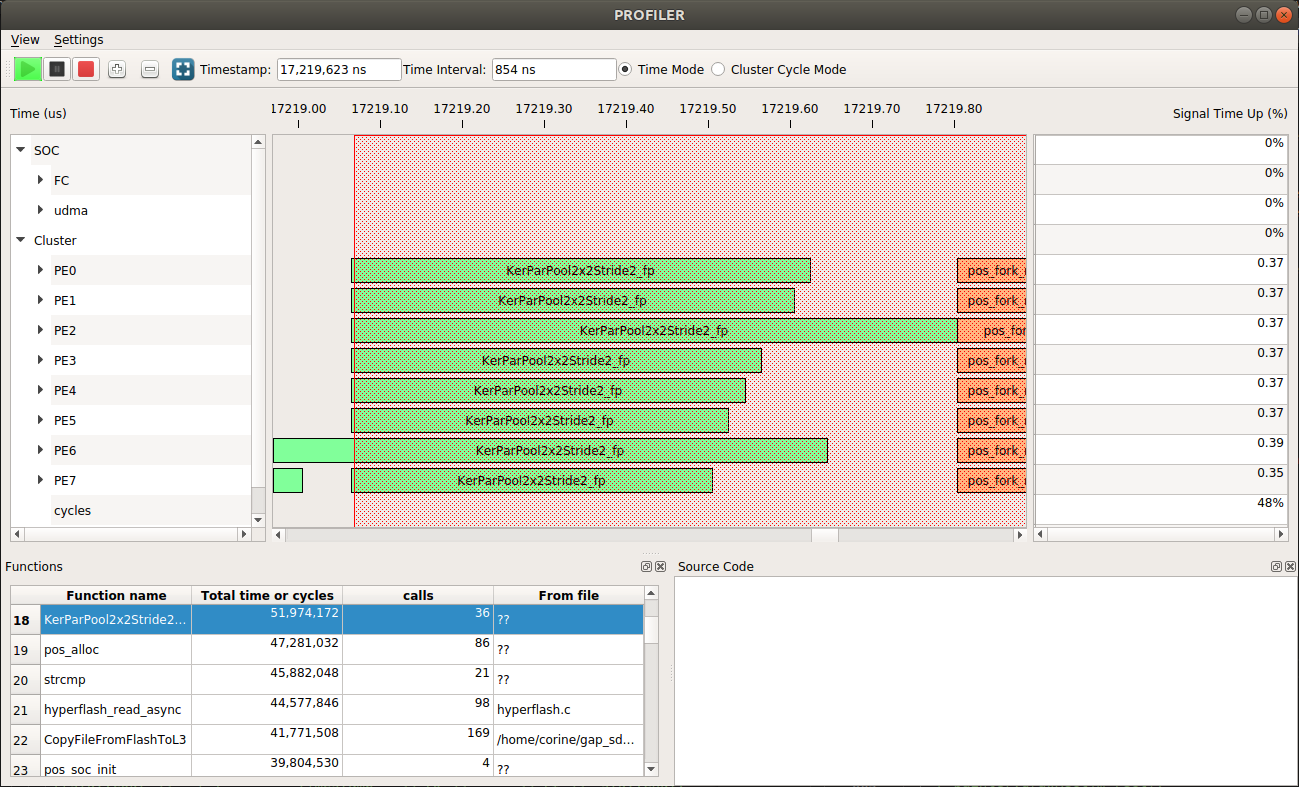 PROFILER
View Settings
Timestamp: 17,219,623 ns Time Interval: 854 ns Time Mode Cluster Cycle Mode
Time (us) 17219.00 17219.10 17219.20 17219.30 17219.40 17219.50 17219.60 17219.70 17219.80 Signal Time Up (%)
SOC 0%
FC 0%
udma 0%
Cluster 0%
PE0 KerParPool2x2Stride2_fp pos_fork_ 0.37
PE1 KerParPool2x2Stride2_fp pos_fork_ 0.37
PE2 KerParPool2x2Stride2_fp pos_for 0.37
PE3 KerParPool2x2Stride2_fp pos_fork_ 0.37
PE4 KerParPool2x2Stride2_fp pos_fork_ 0.37
PE5 KerParPool2x2Stride2_fp pos_fork_ 0.37
PE6 KerParPool2x2Stride2_fp pos_fork_ 0.39
PE7 KerParPool2x2Stride2_fp pos_fork_ 0.35
cycles 48%
Functions Source Code
Function name Total time or cycles calls From file
18 KerParPool2x2Stride2... 51,974,172 36 ??
19 pos_alloc 47,281,032 86 ??
20 strcmp 45,882,048 21 ??
21 hyperflash_read_async 44,577,846 98 hyperflash.c
22 CopyFileFromFlashToL3 41,771,508 169 /home/corine/gap_sd...
23 pos_soc_init 39,804,530 4 ??